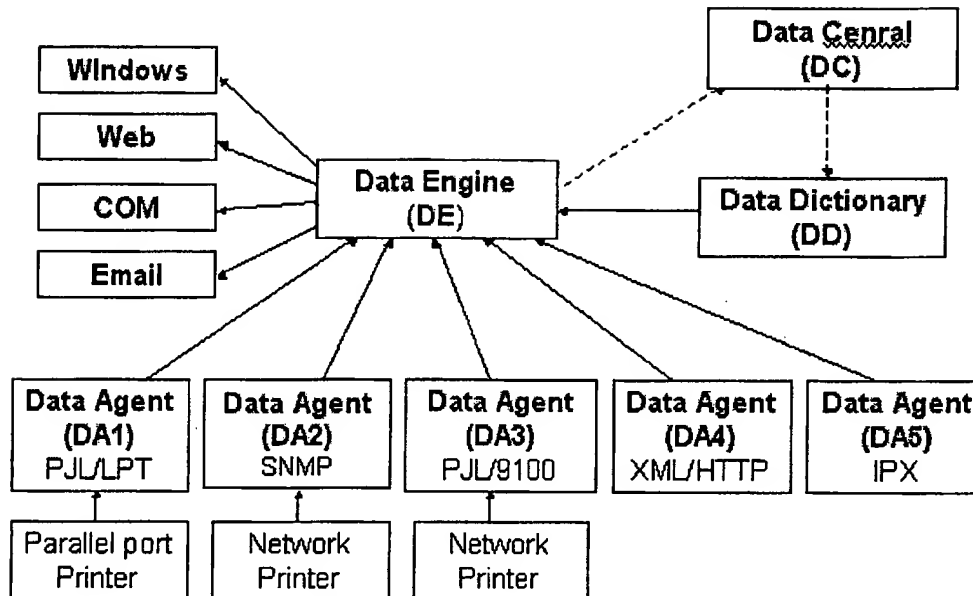 Data Cenral
(DC)
WIndows
Web
COM
Email
Data Engine
(DE)
Data Dictionary
(DD)
Data Agent
(DA1)
PJL/LPT
Data Agent
(DA2)
SNMP
Data Agent
(DA3)
PJL/9100
Data Agent
(DA4)
XML/HTTP
Data Agent
(DA5)
IPX
Parallel port
Printer
Network
Printer
Network
Printer